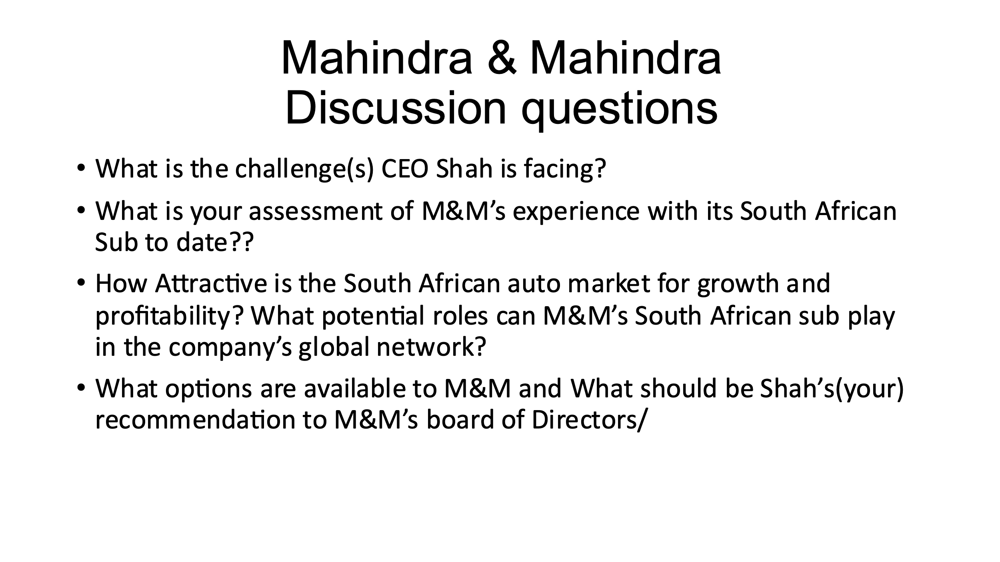 Mahindra & Mahindra
Discussion questions
• What is the challenge(s) CEO Shah is facing?
• What is your assessment of M&M’s experience with its South African
Sub to date??
• How Attractive is the South African auto market for growth and
profitability? What potential roles can M&M’s South African sub play
in the company’s global network?
• What options are available to M&M and What should be Shah’s(your)
recommendation to M&M’s board of Directors/